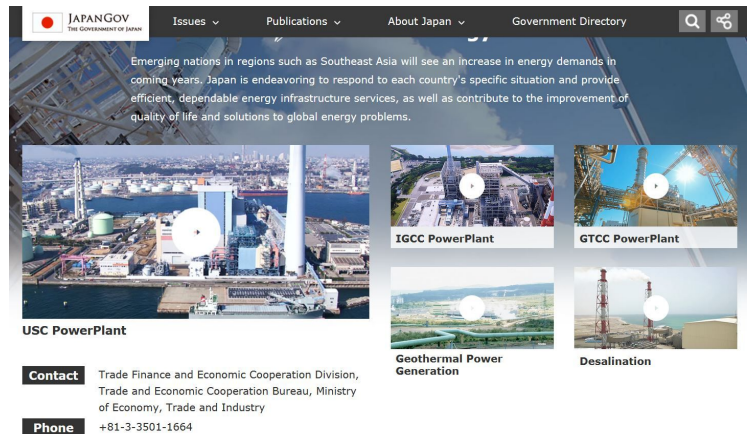 JAPANGOV
THE GOVERNMENT OF JAPAN
Issues
Publications
About Japan
Government Directory
Emerging nations in regions such as Southeast Asia will see an increase in energy demands in
coming years. Japan is endeavoring to respond to each country's specific situation and provide
efficient, dependable energy infrastructure services, as well as contribute to the improvement of
quality of life and solutions to global energy problems.
USC PowerPlant
IGCC PowerPlant
GTCC PowerPlant
Geothermal Power
Generation
Desalination
Contact
Trade Finance and Economic Cooperation Division,
Trade and Economic Cooperation Bureau, Ministry
of Economy, Trade and Industry
Phone
+81-3-3501-1664